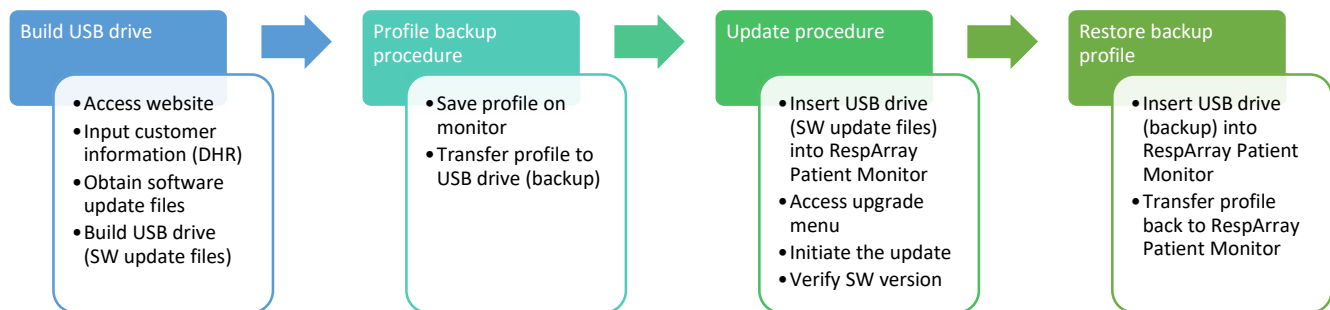 Build USB drive
• Access website
• Input customer
information (DHR)
• Obtain software
update files
• Build USB drive
(SW update files)
Profile backup
procedure
• Save profile on
monitor
• Transfer profile to
USB drive (backup)
Update procedure
• Insert USB drive
(SW update files)
into RespArray
Patient Monitor
• Access upgrade
menu
• Initiate the update
• Verify SW version
Restore backup
profile
• Insert USB drive
(backup) into
RespArray Patient
Monitor
• Transfer profile
back to RespArray
Patient Monitor